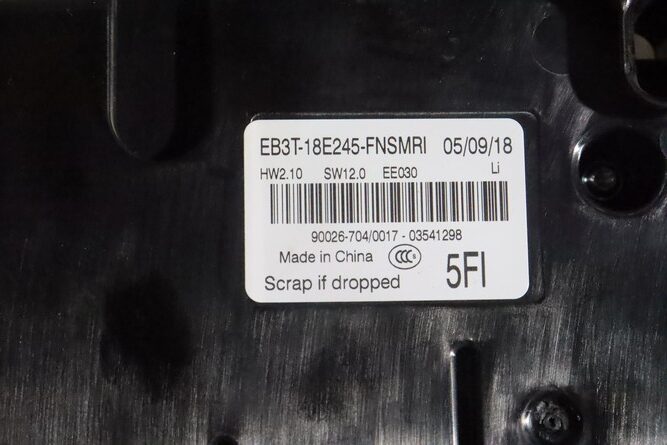 EB3T-18E245-FNSMRI 05/09/18
HW2.10 SW12.0 EE030 Li
90026-704/0017 - 03541298
Made in China CCC S
Scrap if dropped 5FI